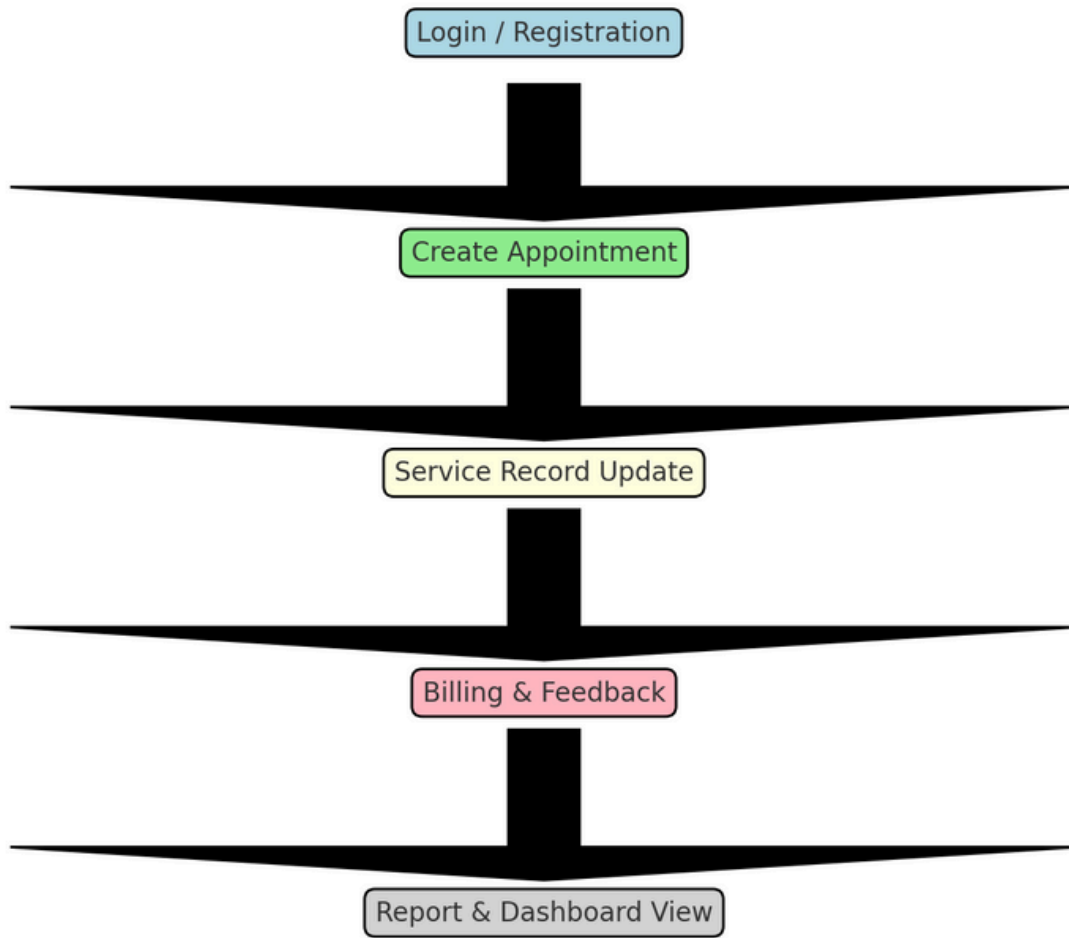 Login / Registration
Create Appointment
Service Record Update
Billing & Feedback
Report & Dashboard View